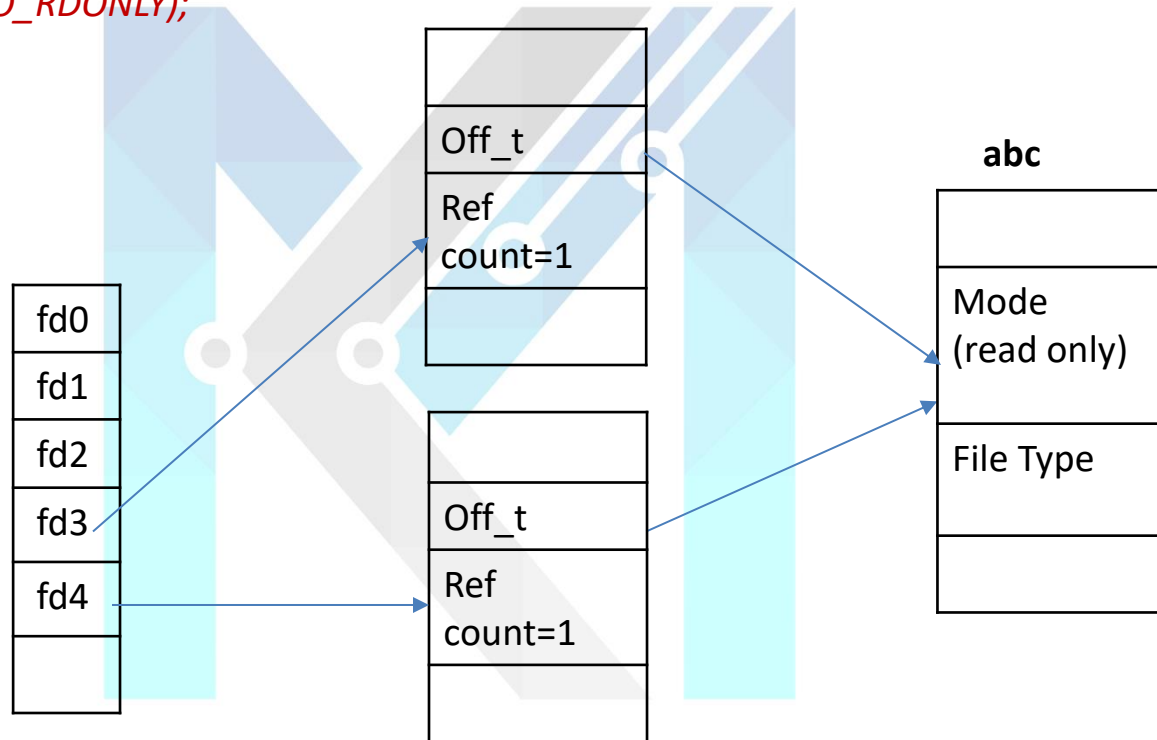 O_RDONLY);
fd0
fd1
fd2
fd3
fd4
Off_t
Ref
count=1
Off_t
Ref
count=1
abc
Mode
(read only)
File Type